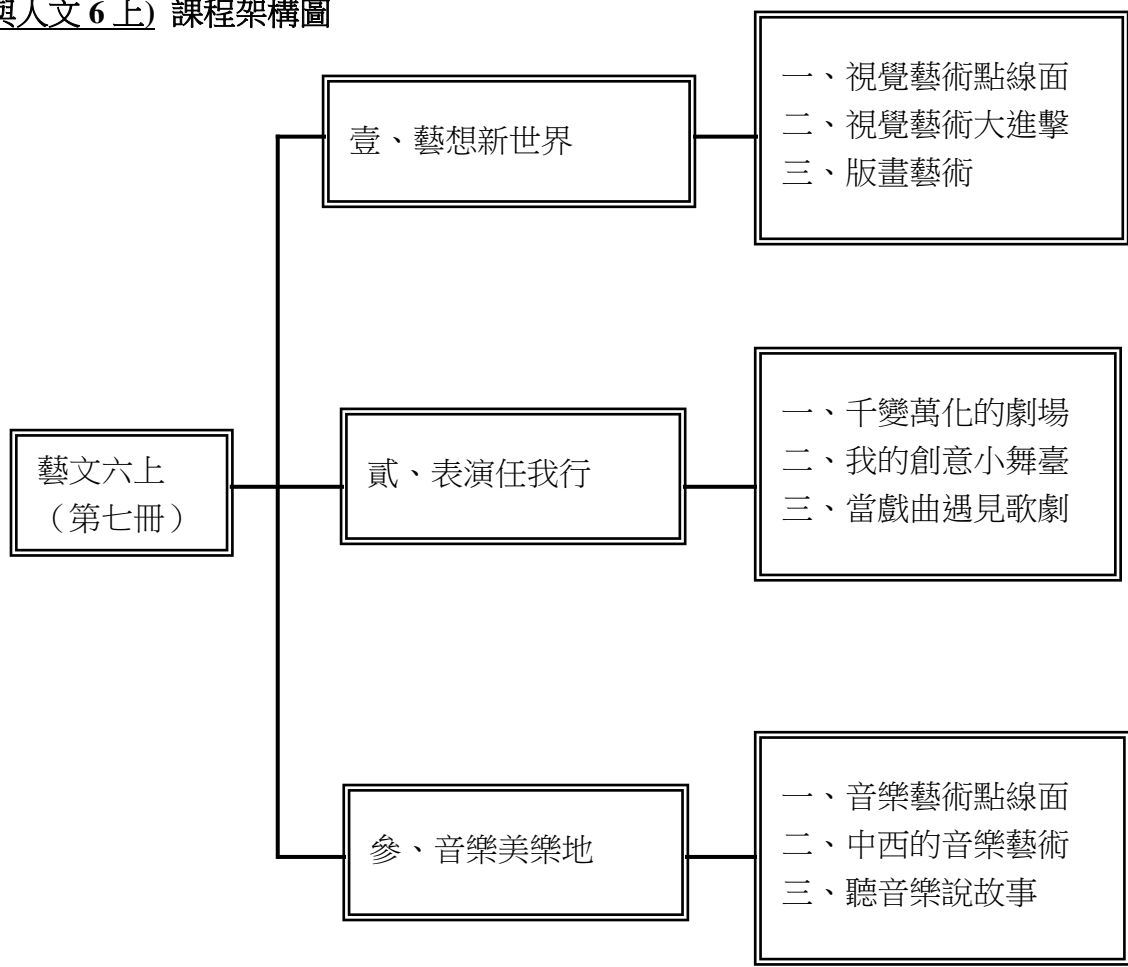 與人文 6 上) 課程架構圖
藝文六上
（第七冊）
壹、藝想新世界
一、視覺藝術點線面
二、視覺藝術大進擊
三、版畫藝術
貳、表演任我行
一、千變萬化的劇場
二、我的創意小舞臺
三、當戲曲遇見歌劇
參、音樂美樂地
一、音樂藝術點線面
二、中西的音樂藝術
三、聽音樂說故事